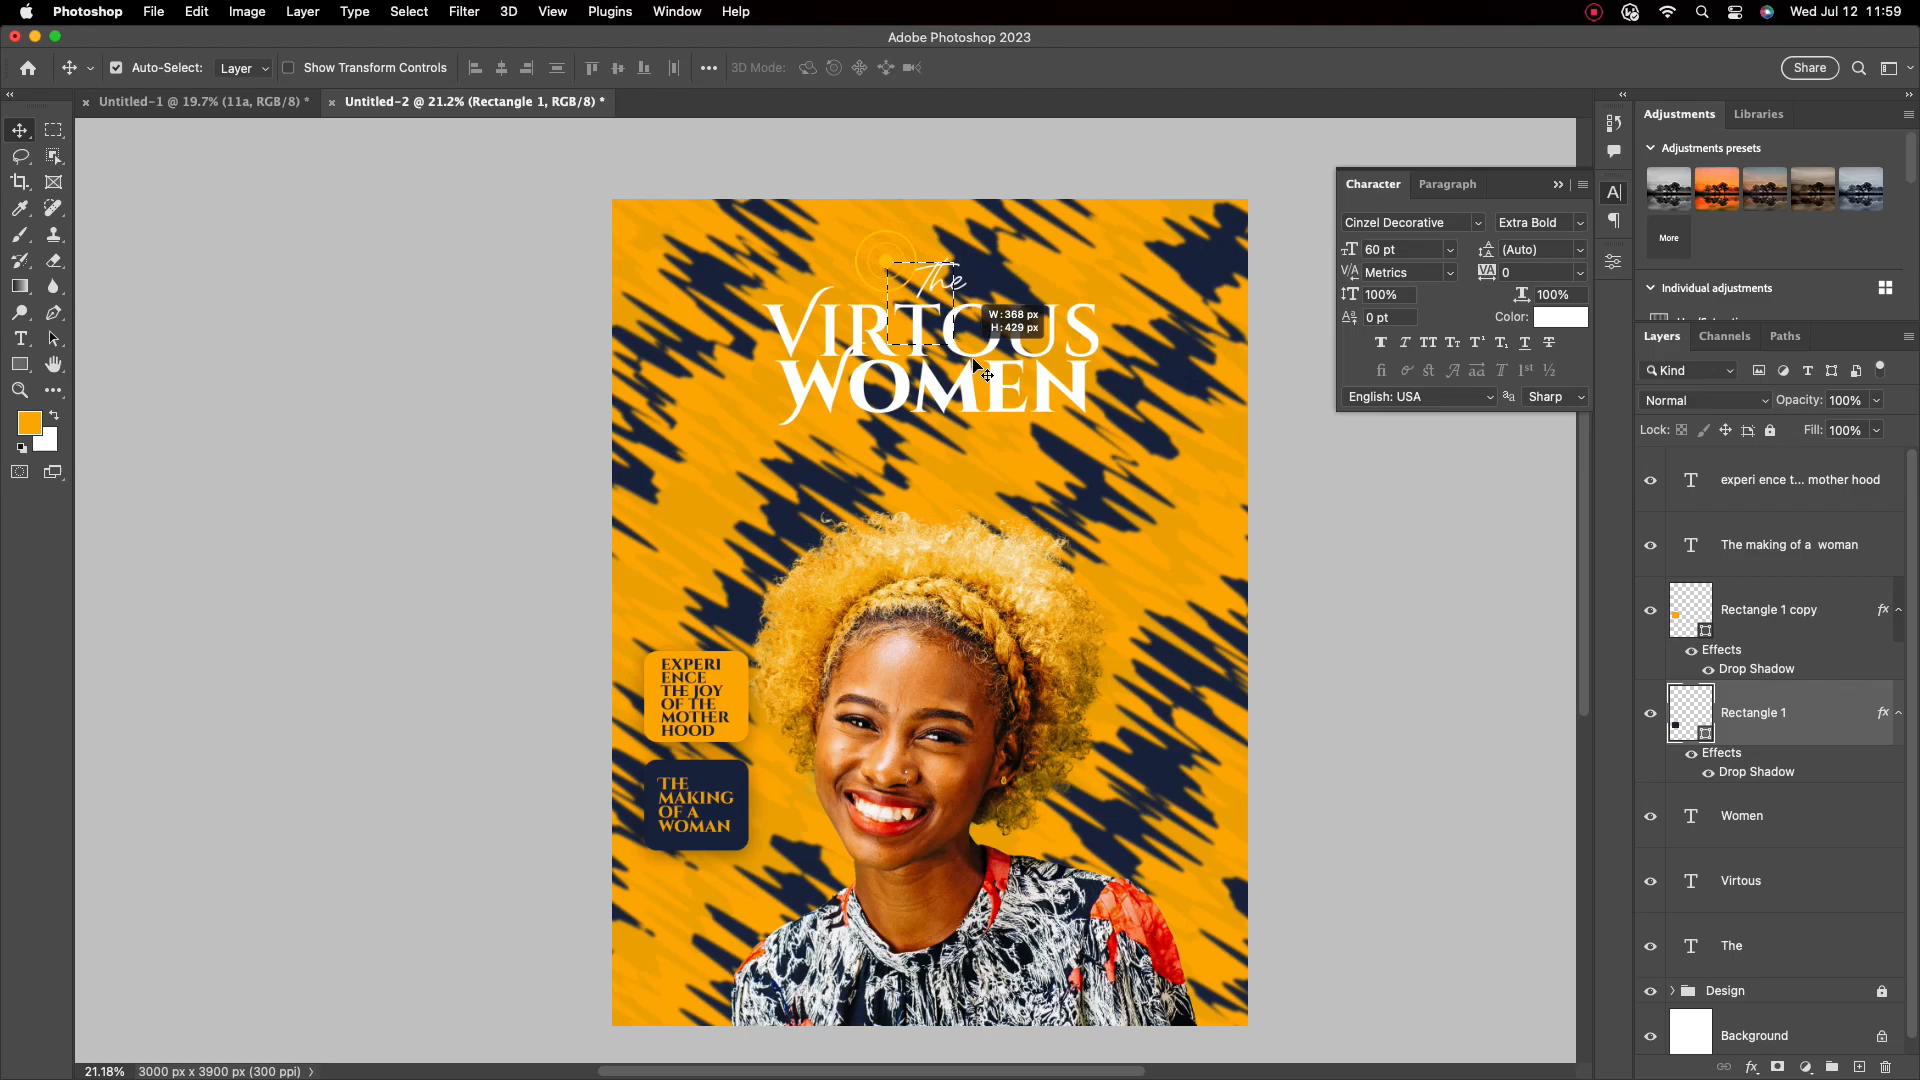 Photoshop File Edit Image Layer Type Select Filter 3D View Plugins Window Help Wed Jul 12 11:59
Adobe Photoshop 2023
Auto-Select: Layer Show Transform Controls 3D Mode: Share
Untitled-1 @ 19.7% (11a, RGB/8) * Untitled-2 @ 21.2% (Rectangle 1, RGB/8) *
The
VIRTOUS
WOMEN
W: 368 px
H: 429 px
EXPERI
ENCE
THE JOY
OF THE
MOTHER
HOOD
THE
MAKING
OF A
WOMAN
Character Paragraph
Cinzel Decorative Extra Bold
60 pt (Auto)
Metrics 0
100% 100%
0 pt Color:
English: USA Sharp
Adjustments Libraries
Adjustments presets
More
Individual adjustments
Layers Channels Paths
Kind
Normal Opacity: 100%
Lock: Fill: 100%
experi ence t... mother hood
The making of a woman
Rectangle 1 copy fx
Effects
Drop Shadow
Rectangle 1 fx
Effects
Drop Shadow
Women
Virtous
The
Design
Background
21.18% 3000 px x 3900 px (300 ppi)